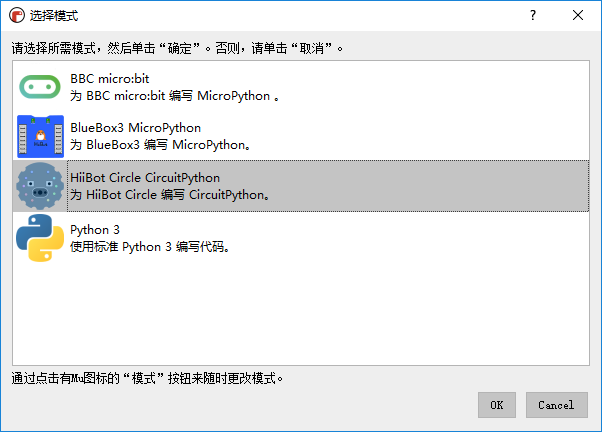 选择模式
?
请选择所需模式，然后单击“确定”。否则，请单击“取消”。
BBC micro:bit
为 BBC micro:bit 编写 MicroPython 。
BlueBox3 MicroPython
为 BlueBox3 编写 MicroPython。
HiiBot Circle CircuitPython
为 HiiBot Circle 编写 CircuitPython。
Python 3
使用标准 Python 3 编写代码。
通过点击有Mu图标的“模式”按钮来随时更改模式。
OK
Cancel